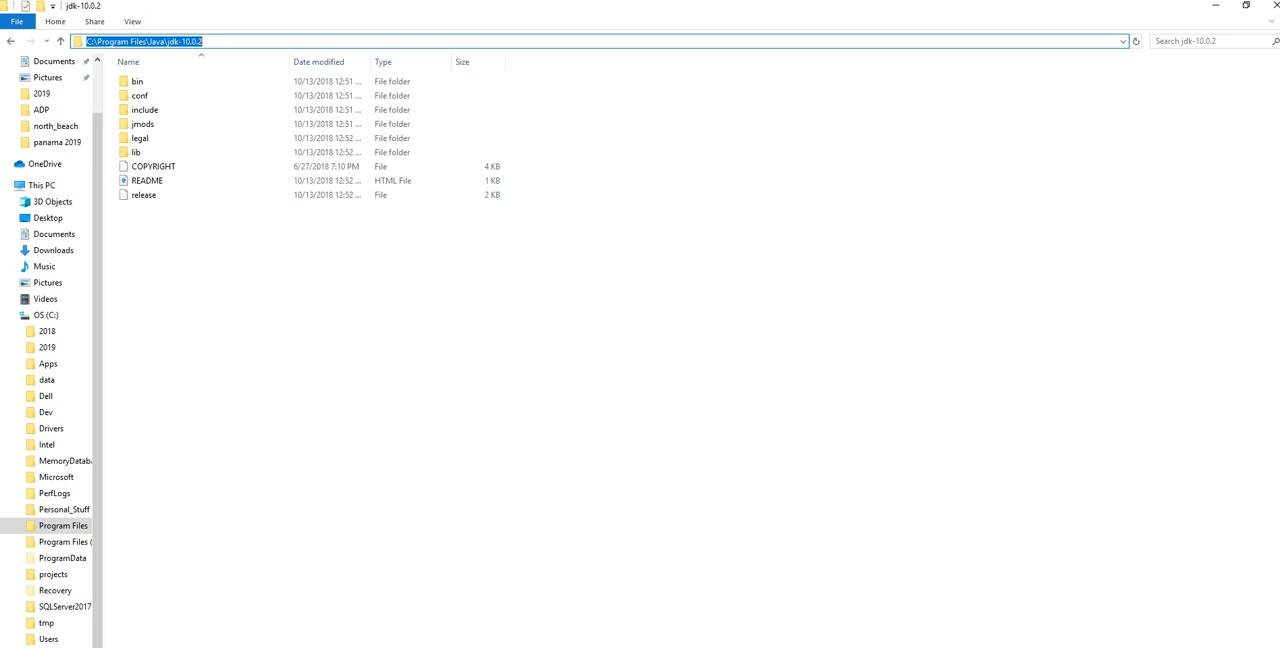 jdk-10.0.2
File Home Share View
C:\Program Files\Java\jdk-10.0.2 Search jdk-10.0.2
Name Date modified Type Size
bin 10/13/2018 12:51 ... File folder
conf 10/13/2018 12:51 ... File folder
include 10/13/2018 12:51 ... File folder
jmods 10/13/2018 12:51 ... File folder
legal 10/13/2018 12:52 ... File folder
lib 10/13/2018 12:52 ... File folder
COPYRIGHT 6/27/2018 7:10 PM File 4 KB
README 10/13/2018 12:52 ... HTML File 1 KB
release 10/13/2018 12:52 ... File 2 KB
Documents
Pictures
2019
ADP
north_beach
panama 2019
OneDrive
This PC
3D Objects
Desktop
Documents
Downloads
Music
Pictures
Videos
OS (C:)
2018
2019
Apps
data
Dell
Dev
Drivers
Intel
MemoryDataba
Microsoft
PerfLogs
Personal_Stuff
Program Files
Program Files (
ProgramData
projects
Recovery
SQLServer2017
tmp
Users